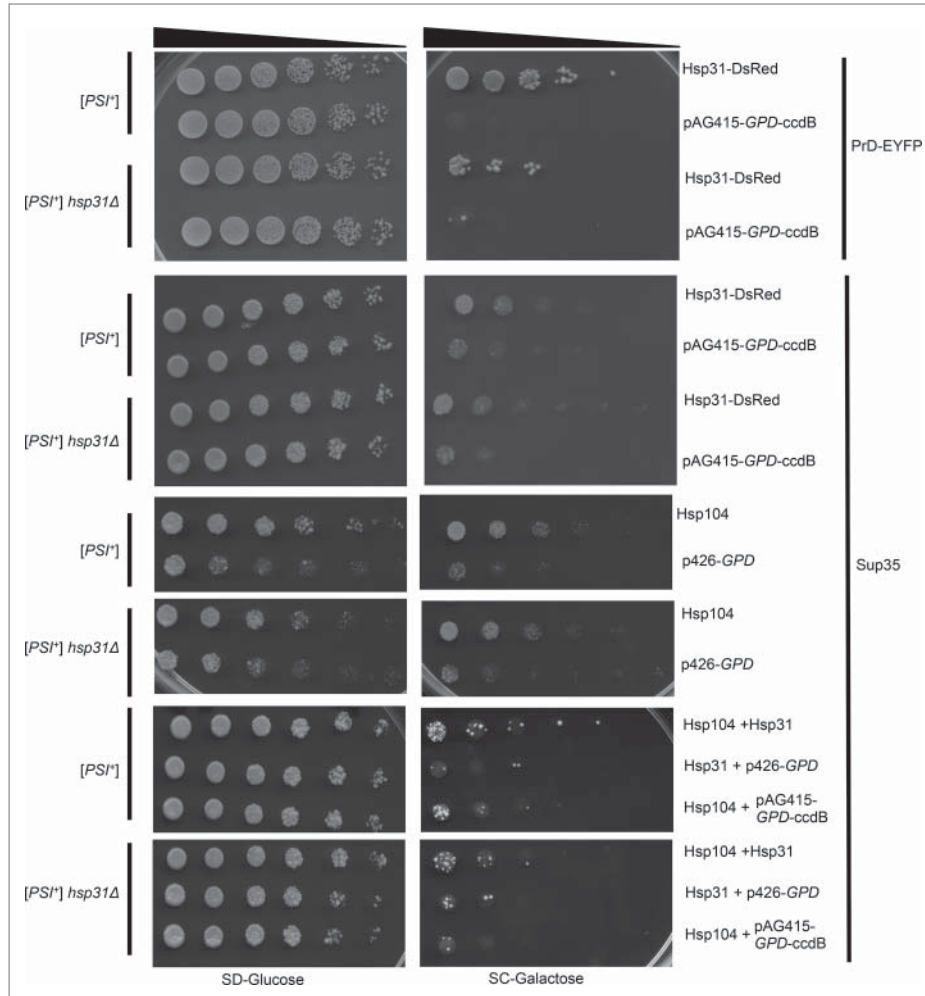 Hsp31-DsRed
[PSI⁺]
pAG415-GPD-ccdB
PrD-EYFP
Hsp31-DsRed
[PSI⁺] hsp31Δ
pAG415-GPD-ccdB
Hsp31-DsRed
[PSI⁺]
pAG415-GPD-ccdB
Hsp31-DsRed
[PSI⁺] hsp31Δ
pAG415-GPD-ccdB
Hsp104
[PSI⁺]
p426-GPD
Sup35
Hsp104
[PSI⁺] hsp31Δ
p426-GPD
Hsp104 +Hsp31
[PSI⁺]
Hsp31 + p426-GPD
Hsp104 + pAG415-
GPD-ccdB
Hsp104 +Hsp31
[PSI⁺] hsp31Δ
Hsp31 + p426-GPD
Hsp104 + pAG415-
GPD-ccdB
SD-Glucose SC-Galactose